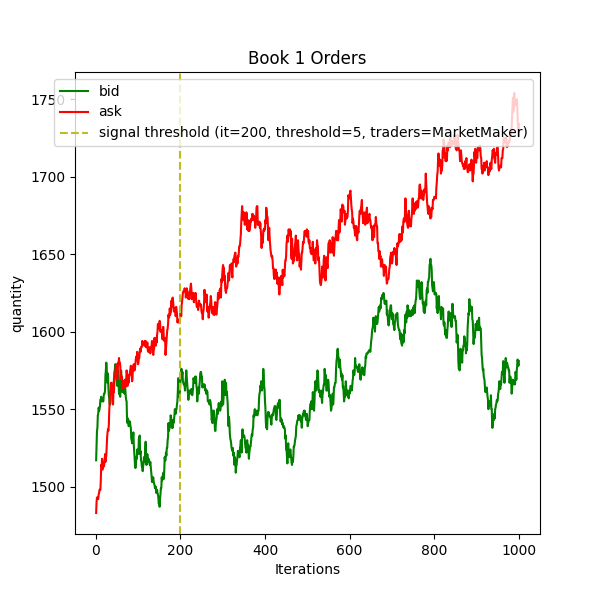 Book 1 Orders
bid
ask
signal threshold (it=200, threshold=5, traders=MarketMaker)
1750
1700
1650
1600
1550
1500
quantity
0 200 400 600 800 1000
Iterations